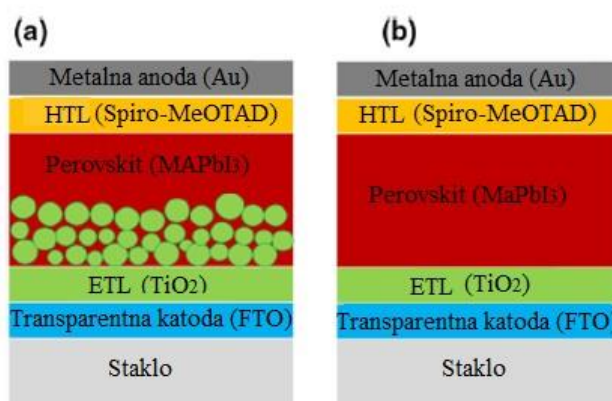 (a)
Metalna anoda (Au)
HTL (Spiro-MeOTAD)
Perovskit (MAPbI3)
ETL (TiO2)
Transparentna katoda (FTO)
Staklo
(b)
Metalna anoda (Au)
HTL (Spiro-MeOTAD)
Perovskit (MaPbI3)
ETL (TiO2)
Transparentna katoda (FTO)
Staklo